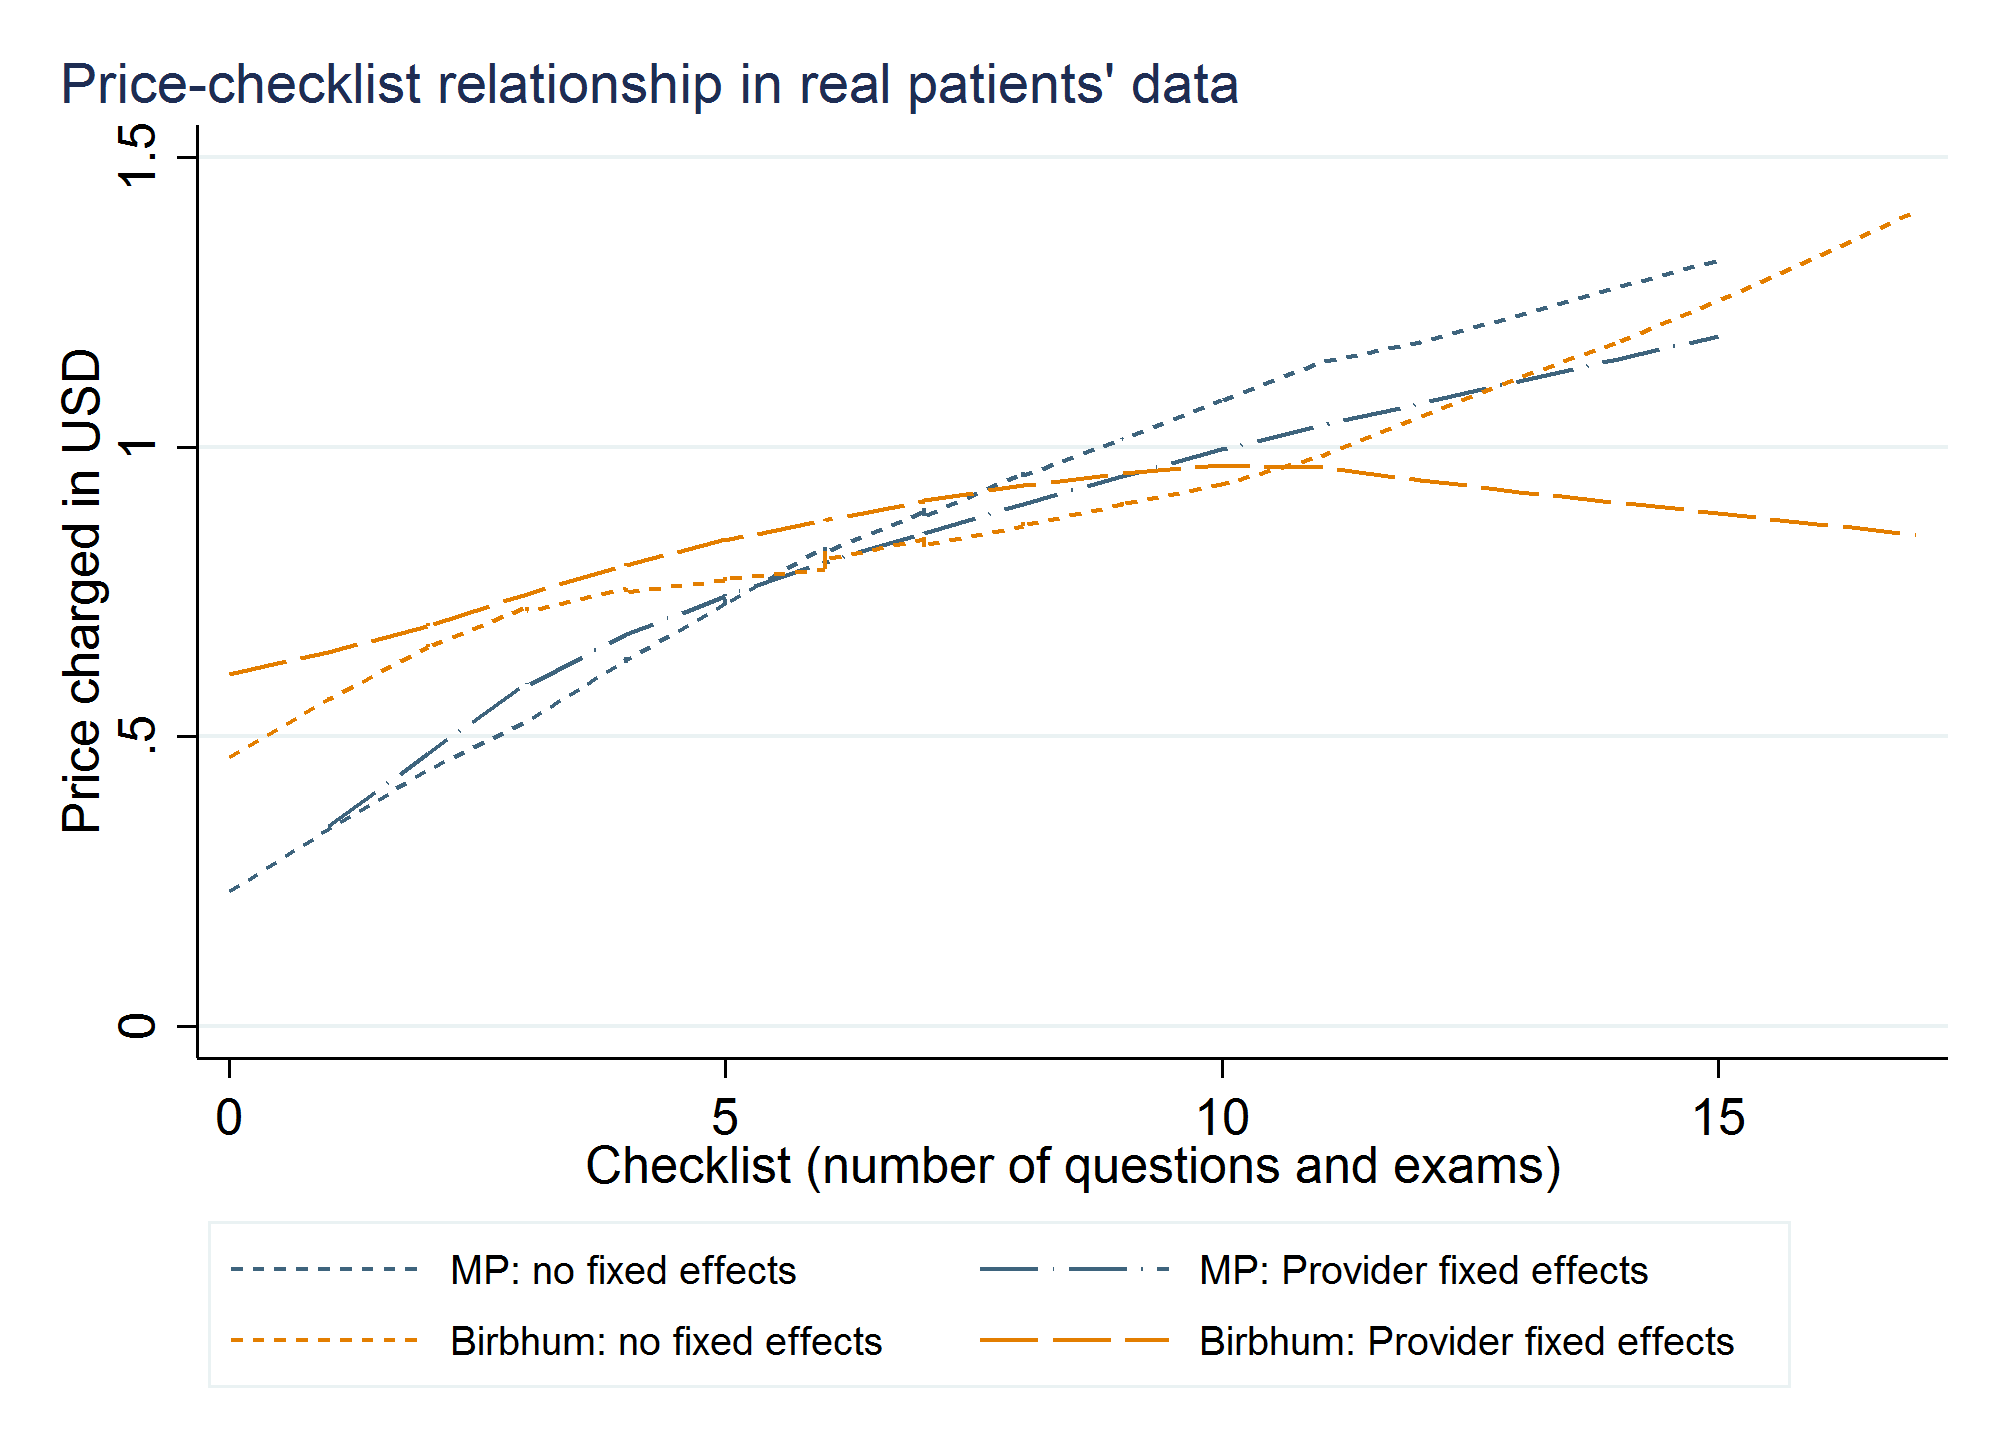 Price-checklist relationship in real patients' data
Price charged in USD
1.5
1
.5
0
0 5 10 15
Checklist (number of questions and exams)
MP: no fixed effects MP: Provider fixed effects
Birbhum: no fixed effects Birbhum: Provider fixed effects